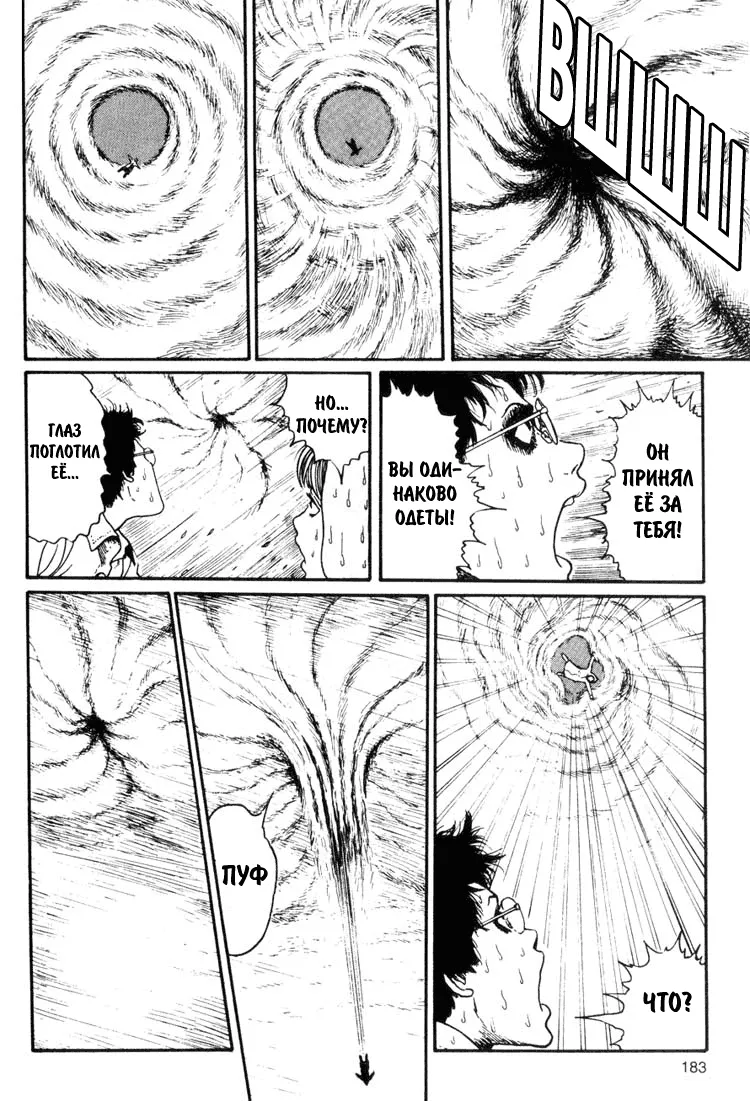 ВШШШ
ГЛАЗ
ПОГЛОТИЛ
ЕЁ...
НО...
ПОЧЕМУ?
ВЫ ОДИ-
НАКОВО
ОДЕТЫ!
ОН
ПРИНЯЛ
ЕЁ ЗА
ТЕБЯ!
ПУФ
ЧТО?
183